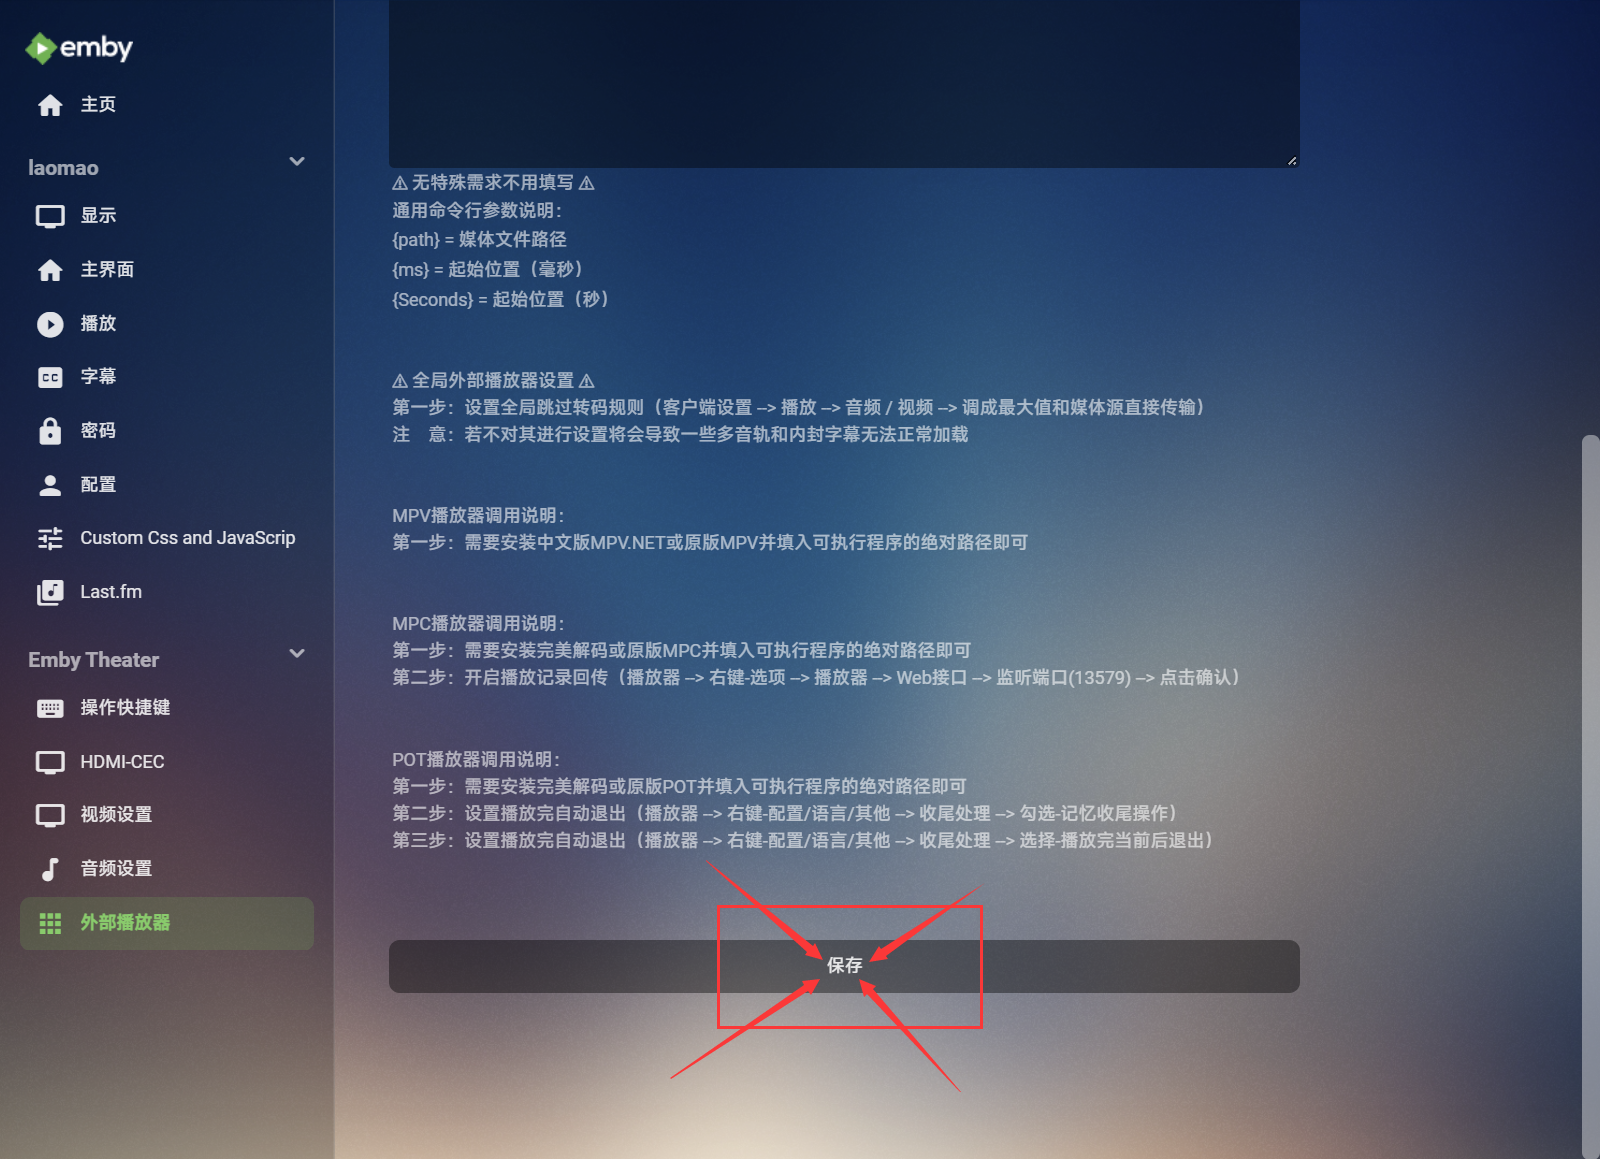 emby
主页
laomao
显示
主界面
播放
字幕
密码
配置
Custom Css and JavaScrip
Last.fm
Emby Theater
操作快捷键
HDMI-CEC
视频设置
音频设置
外部播放器
⚠ 无特殊需求不用填写 ⚠
通用命令行参数说明：
{path} = 媒体文件路径
{ms} = 起始位置（毫秒）
{Seconds} = 起始位置（秒）
⚠ 全局外部播放器设置 ⚠
第一步：设置全局跳过转码规则（客户端设置 --> 播放 --> 音频 / 视频 --> 调成最大值和媒体源直接传输）
注　意：若不对其进行设置将会导致一些多音轨和内封字幕无法正常加载
MPV播放器调用说明：
第一步：需要安装中文版MPV.NET或原版MPV并填入可执行程序的绝对路径即可
MPC播放器调用说明：
第一步：需要安装完美解码或原版MPC并填入可执行程序的绝对路径即可
第二步：开启播放记录回传（播放器 --> 右键-选项 --> 播放器 --> Web接口 --> 监听端口(13579) --> 点击确认）
POT播放器调用说明：
第一步：需要安装完美解码或原版POT并填入可执行程序的绝对路径即可
第二步：设置播放完自动退出（播放器 --> 右键-配置/语言/其他 --> 收尾处理 --> 勾选-记忆收尾操作）
第三步：设置播放完自动退出（播放器 --> 右键-配置/语言/其他 --> 收尾处理 --> 选择-播放完当前后退出）
保存